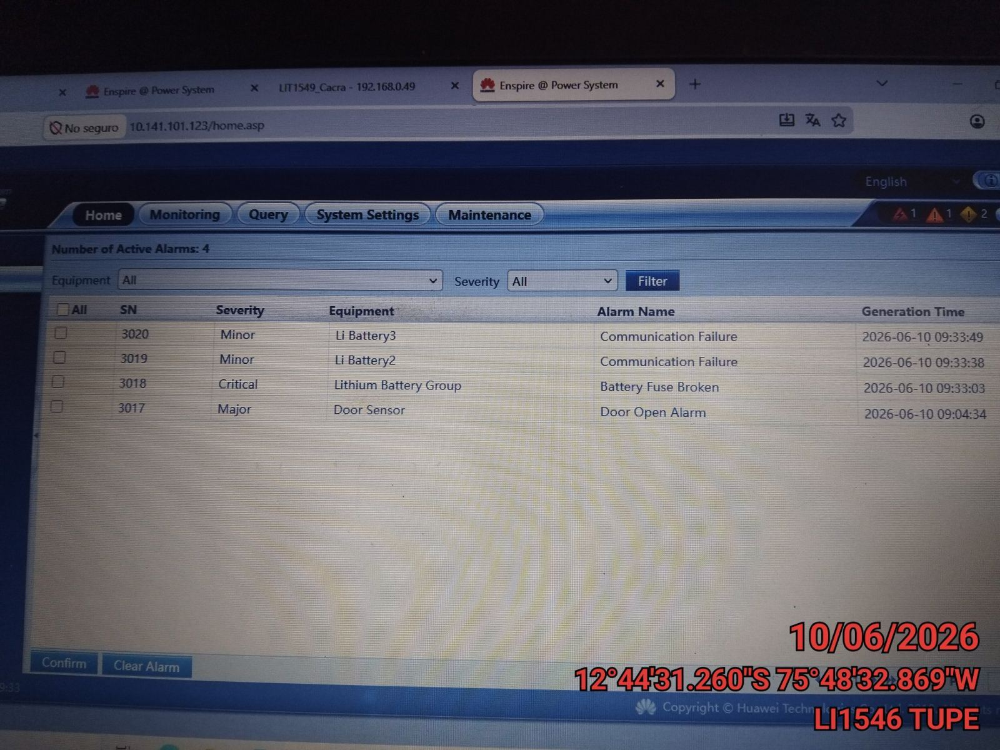 Enspire @ Power System
LIT1549_Cacra - 192.168.0.49
Enspire @ Power System
No seguro
10.141.101.123/home.asp
English
Home
Monitoring
Query
System Settings
Maintenance
1
1
2
Number of Active Alarms: 4
Equipment All Severity All Filter
All SN Severity Equipment Alarm Name Generation Time
3020 Minor Li Battery3 Communication Failure 2026-06-10 09:33:49
3019 Minor Li Battery2 Communication Failure 2026-06-10 09:33:38
3018 Critical Lithium Battery Group Battery Fuse Broken 2026-06-10 09:33:03
3017 Major Door Sensor Door Open Alarm 2026-06-10 09:04:34
Confirm Clear Alarm
10/06/2026
12°44'31.260"S 75°48'32.869"W
Copyright © Huawei
LI1546 TUPE